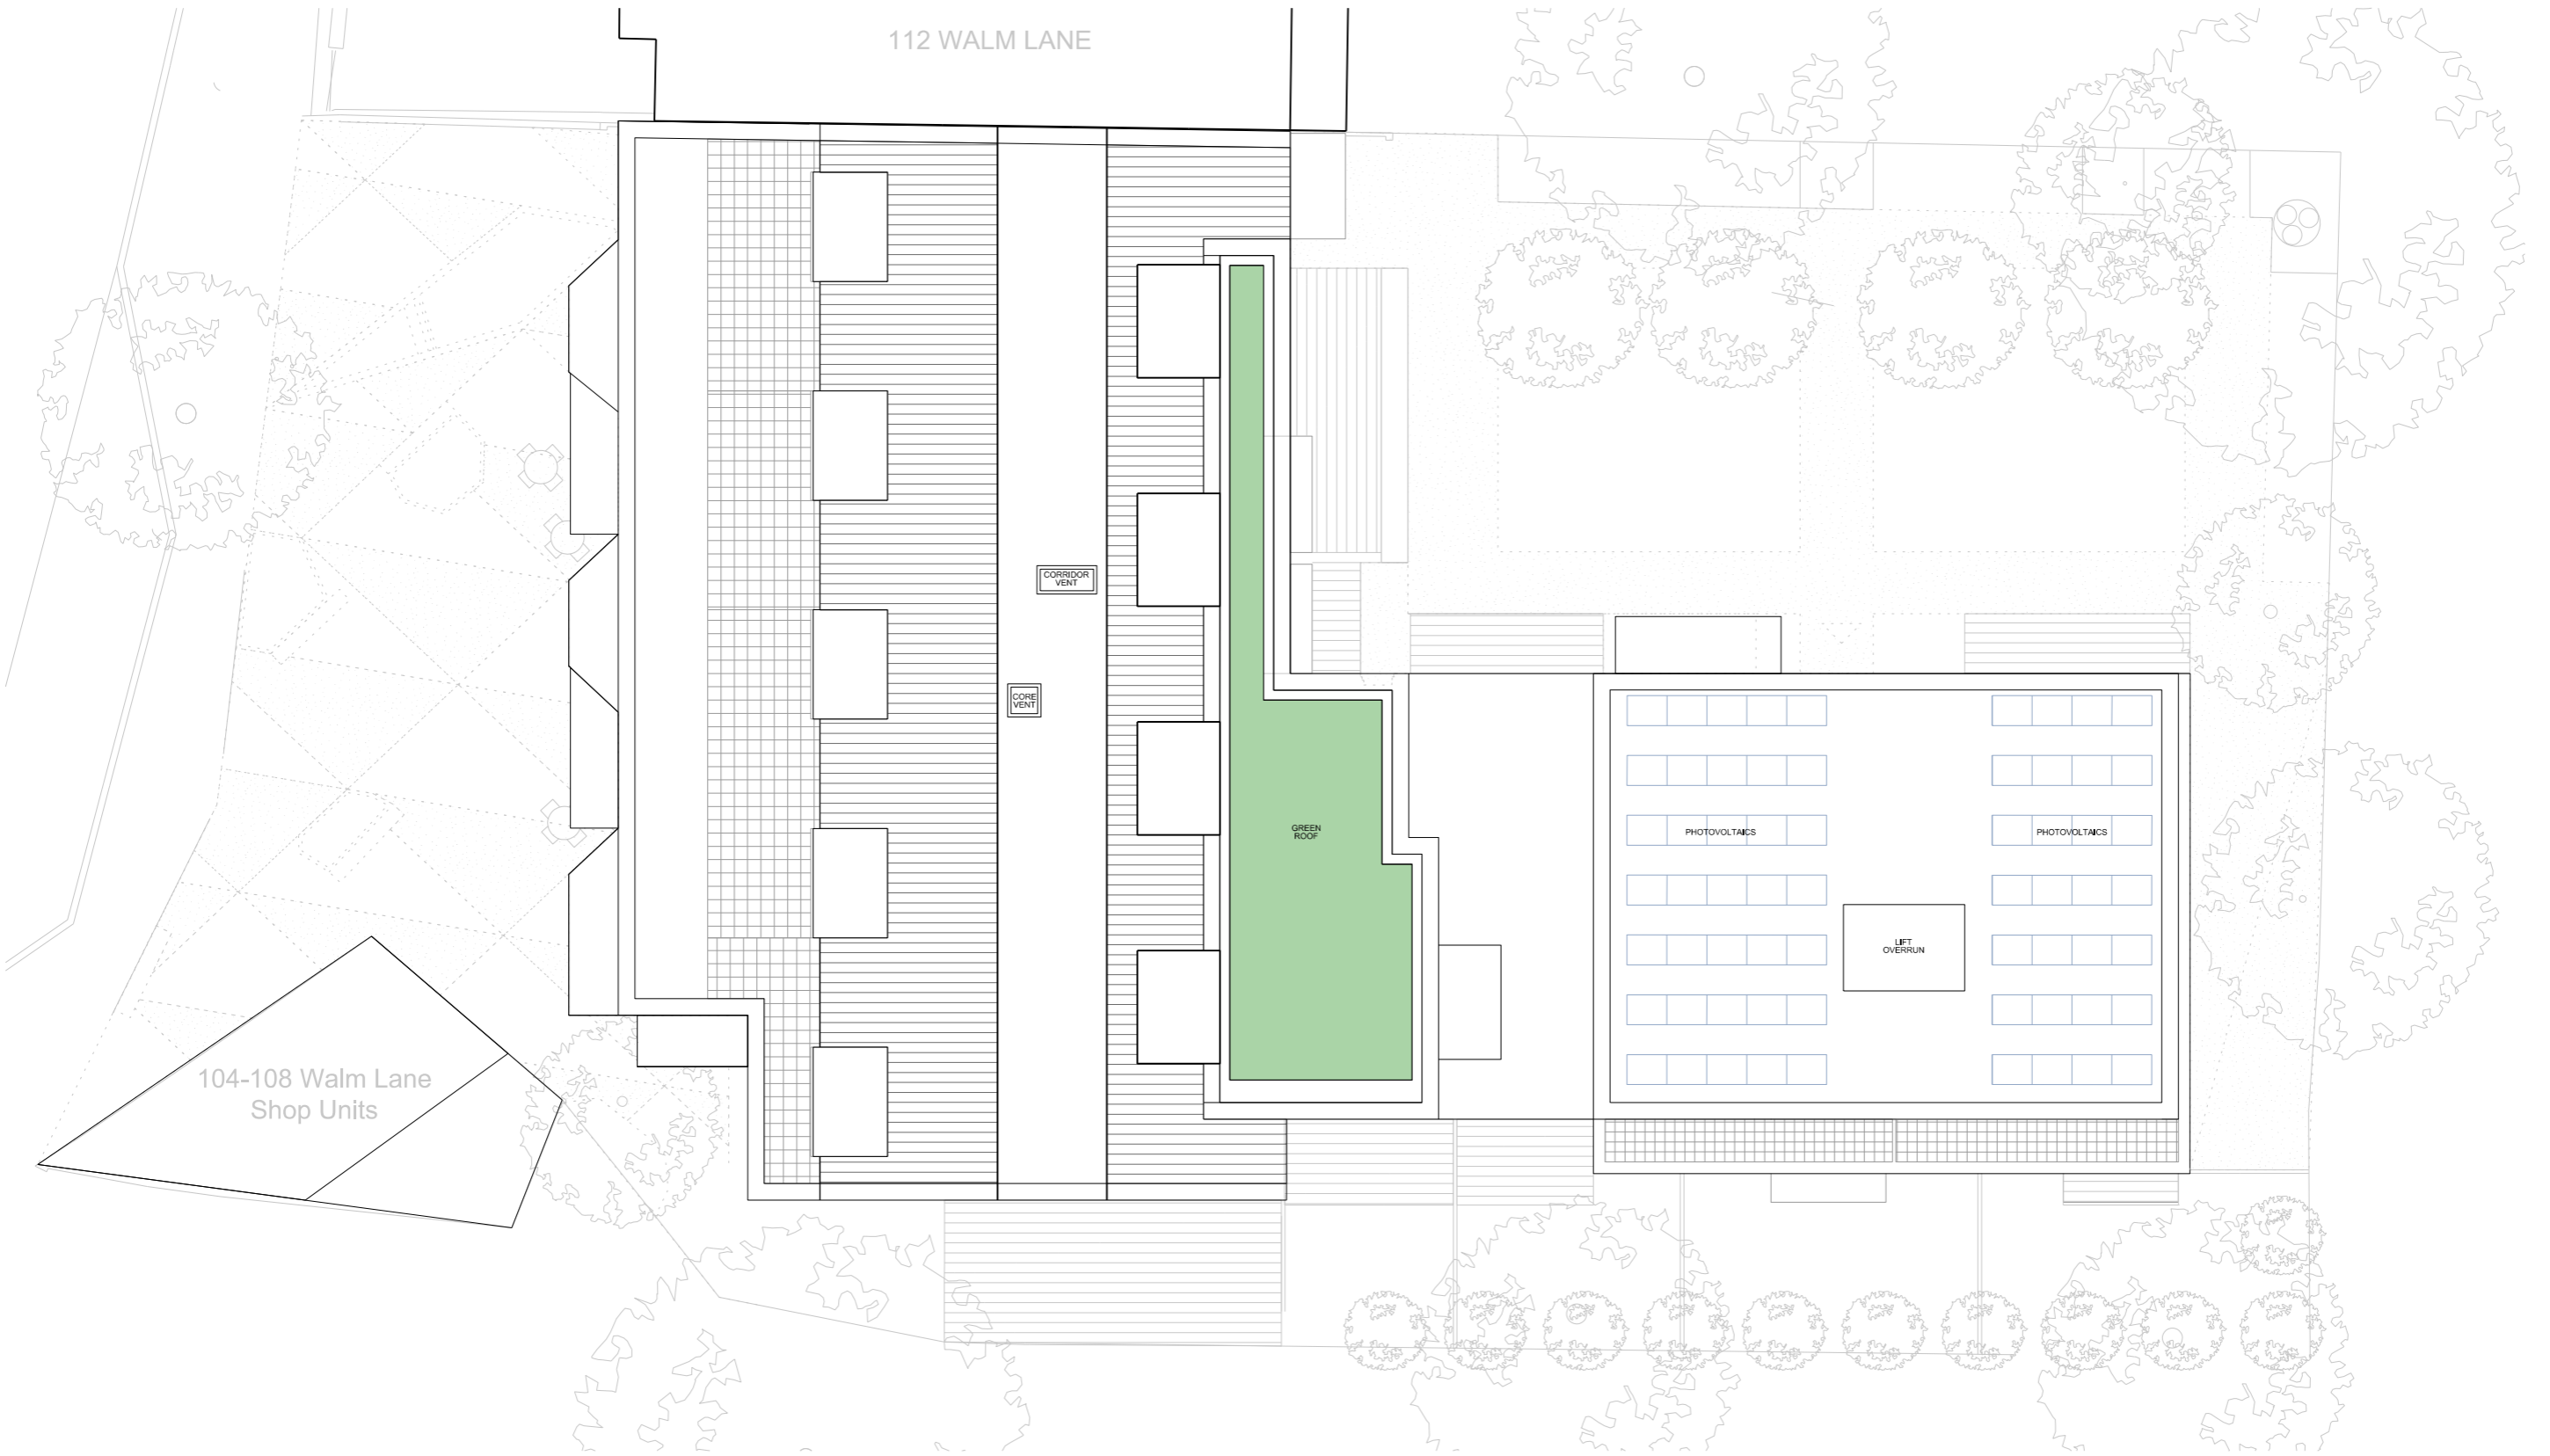 112 WALM LANE
CORRIDOR
VENT
CORE
VENT
GREEN
ROOF
PHOTOVOLTAICS
PHOTOVOLTAICS
LIFT
OVERRUN
104-108 Walm Lane
Shop Units